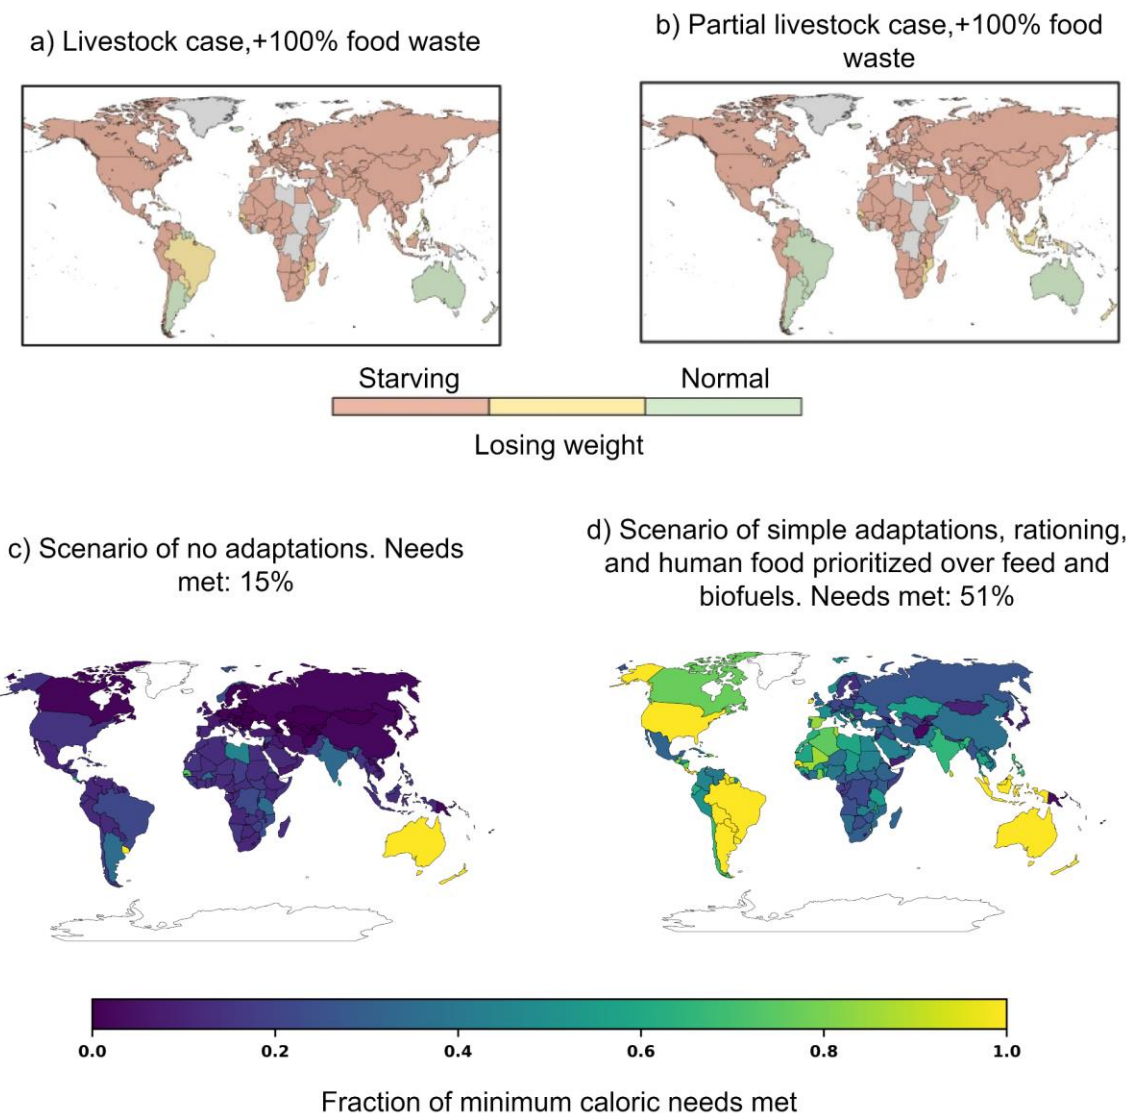 a) Livestock case,+100% food waste
b) Partial livestock case,+100% food
waste
Starving
Normal
Losing weight
c) Scenario of no adaptations. Needs
met: 15%
d) Scenario of simple adaptations, rationing,
and human food prioritized over feed and
biofuels. Needs met: 51%
0.0 0.2 0.4 0.6 0.8 1.0
Fraction of minimum caloric needs met